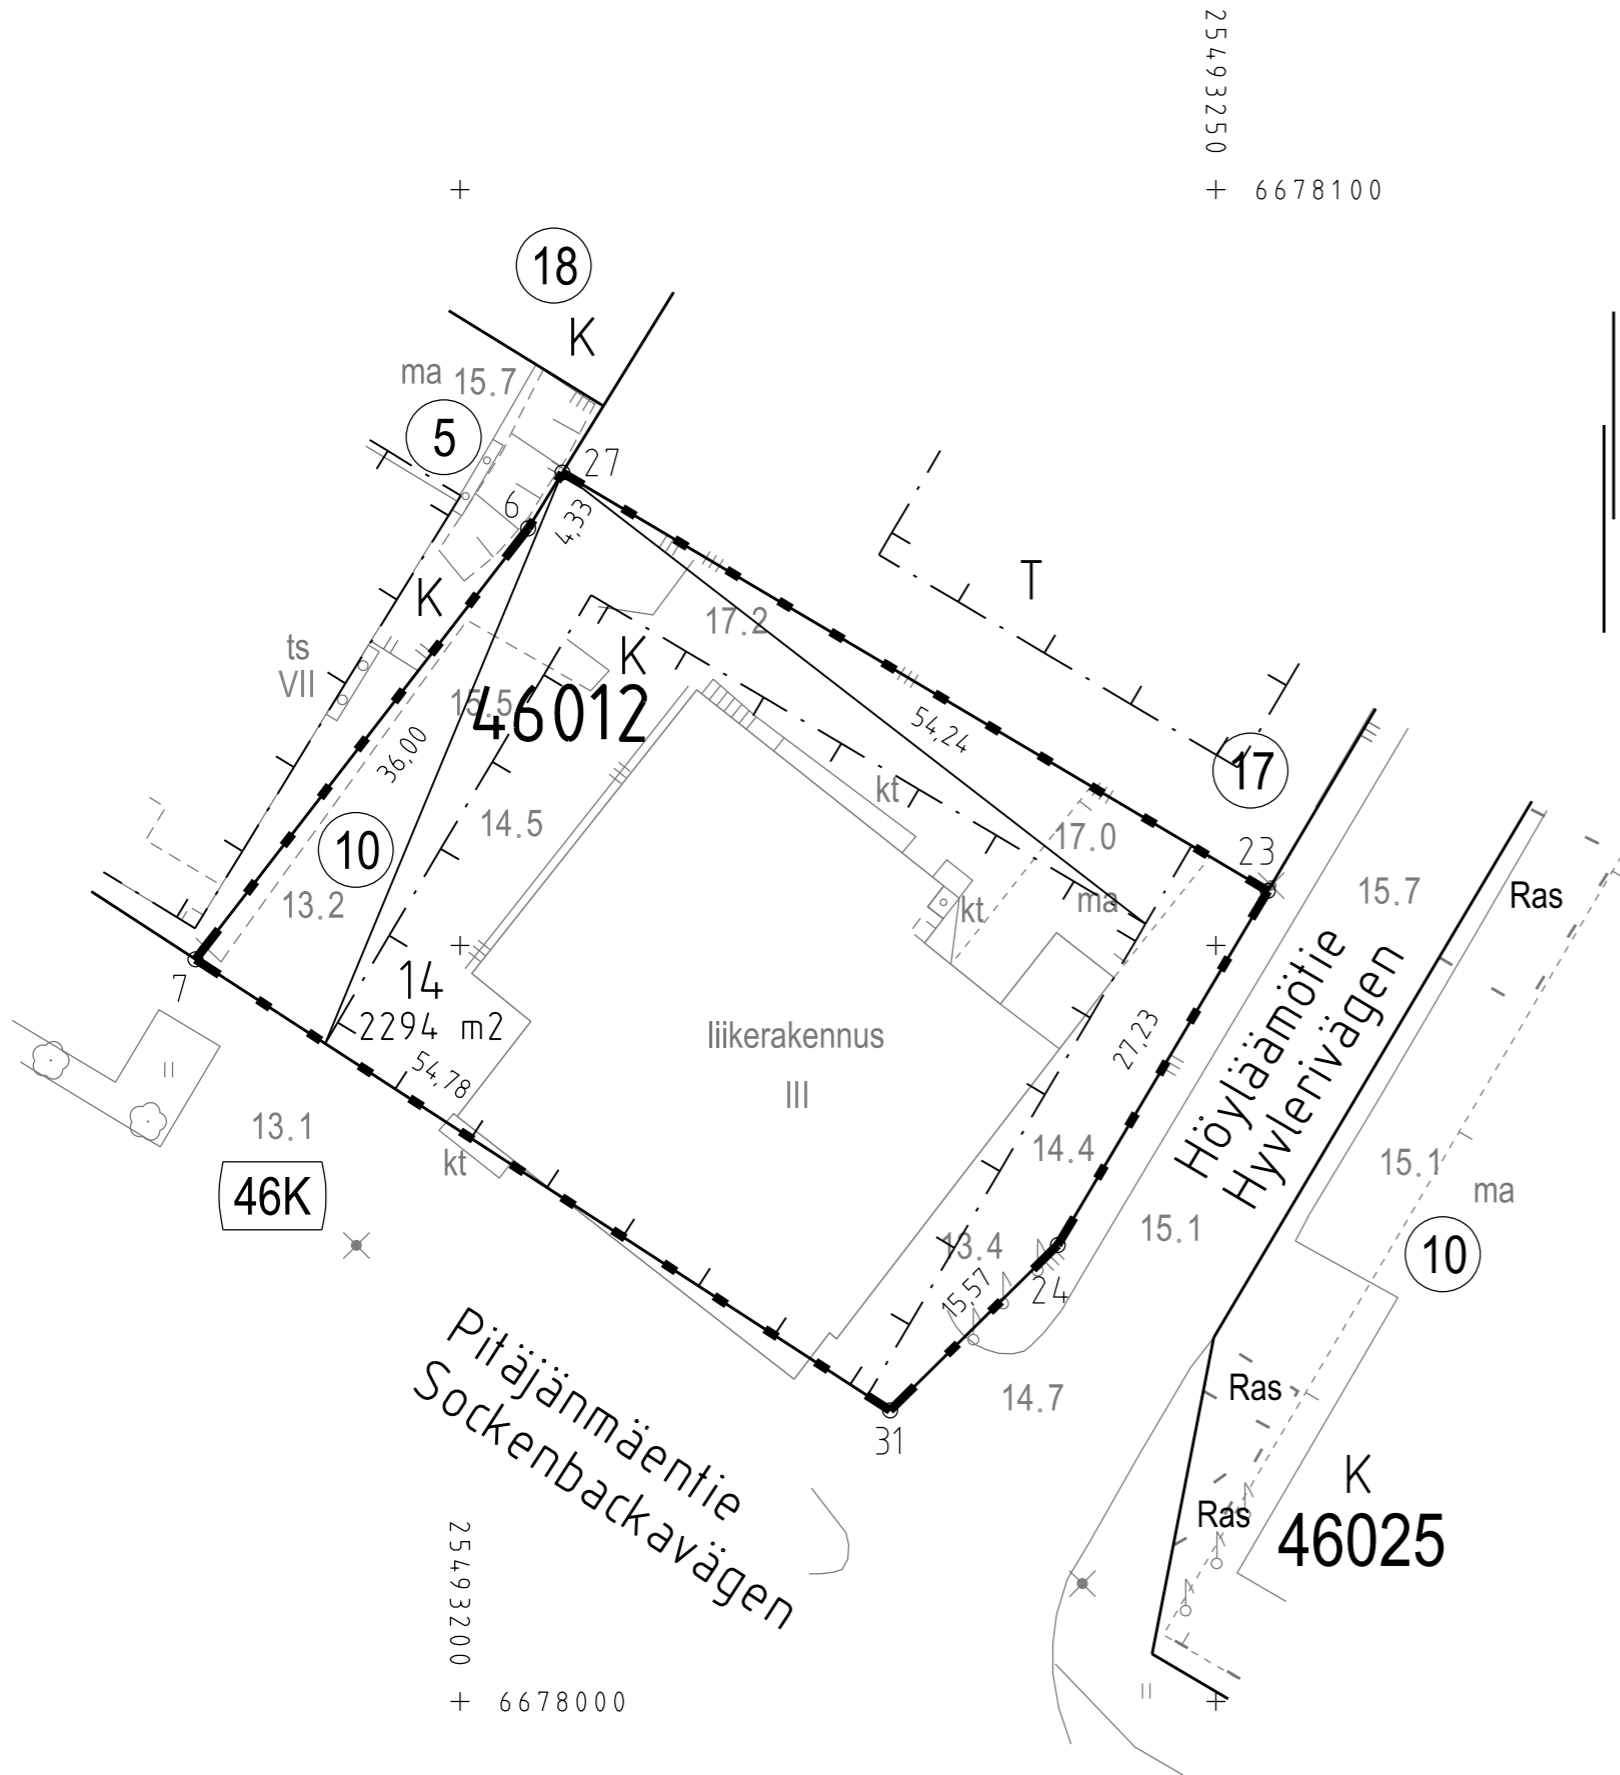 25493250
6678100
18
K
ma 15.7
5
27
6
4,33
T
K
17.2
ts
VII
K
15.5
46012
54,24
36,00
17
kt
14.5
17.0
10
23
13.2
kt
ma
15.7
Ras
7
14
2294 m2
liikerakennus
III
54,78
27,23
Höyläämötie
Hyvlerivägen
13.1
kt
14.4
15.1
ma
46K
15.1
13.4
10
24
15,57
Pitäjänmäentie
Sockenbackavägen
14.7
Ras
31
K
Ras
46025
25493200
6678000
II
II